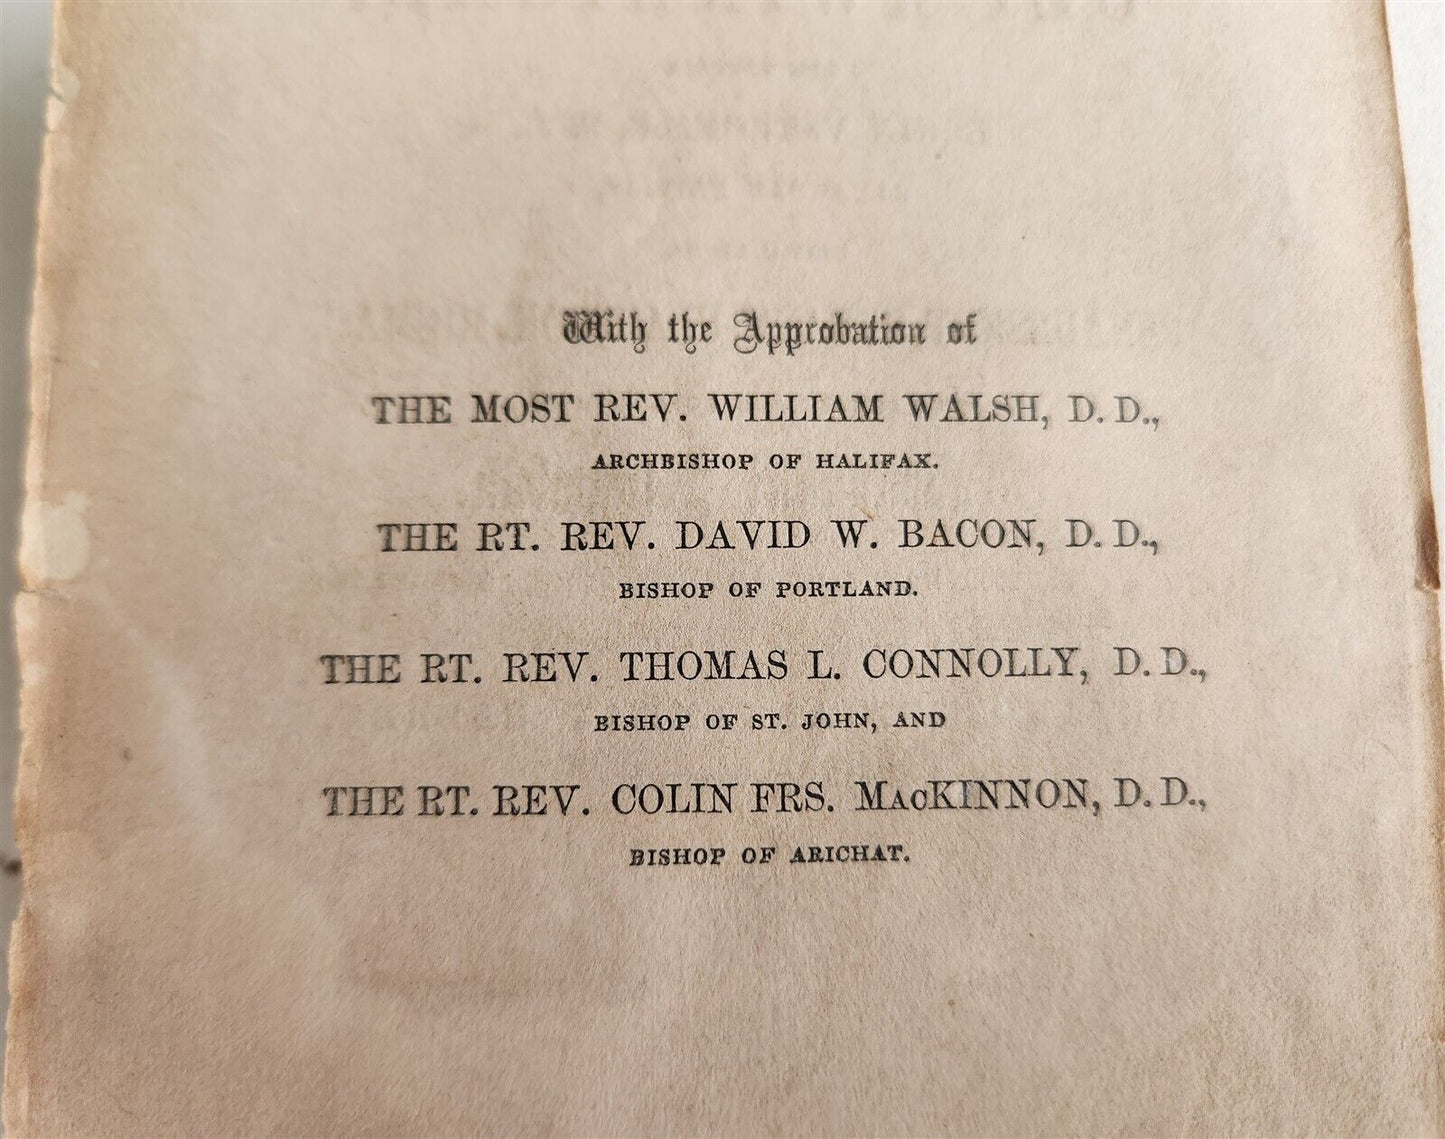 With the Approbation of
THE MOST REV. WILLIAM WALSH, D. D.,
ARCHBISHOP OF HALIFAX.
THE RT. REV. DAVID W. BACON, D. D.,
BISHOP OF PORTLAND.
THE RT. REV. THOMAS L. CONNOLLY, D. D.,
BISHOP OF ST. JOHN, AND
THE RT. REV. COLIN FRS. MacKINNON, D. D.,
BISHOP OF ARICHAT.